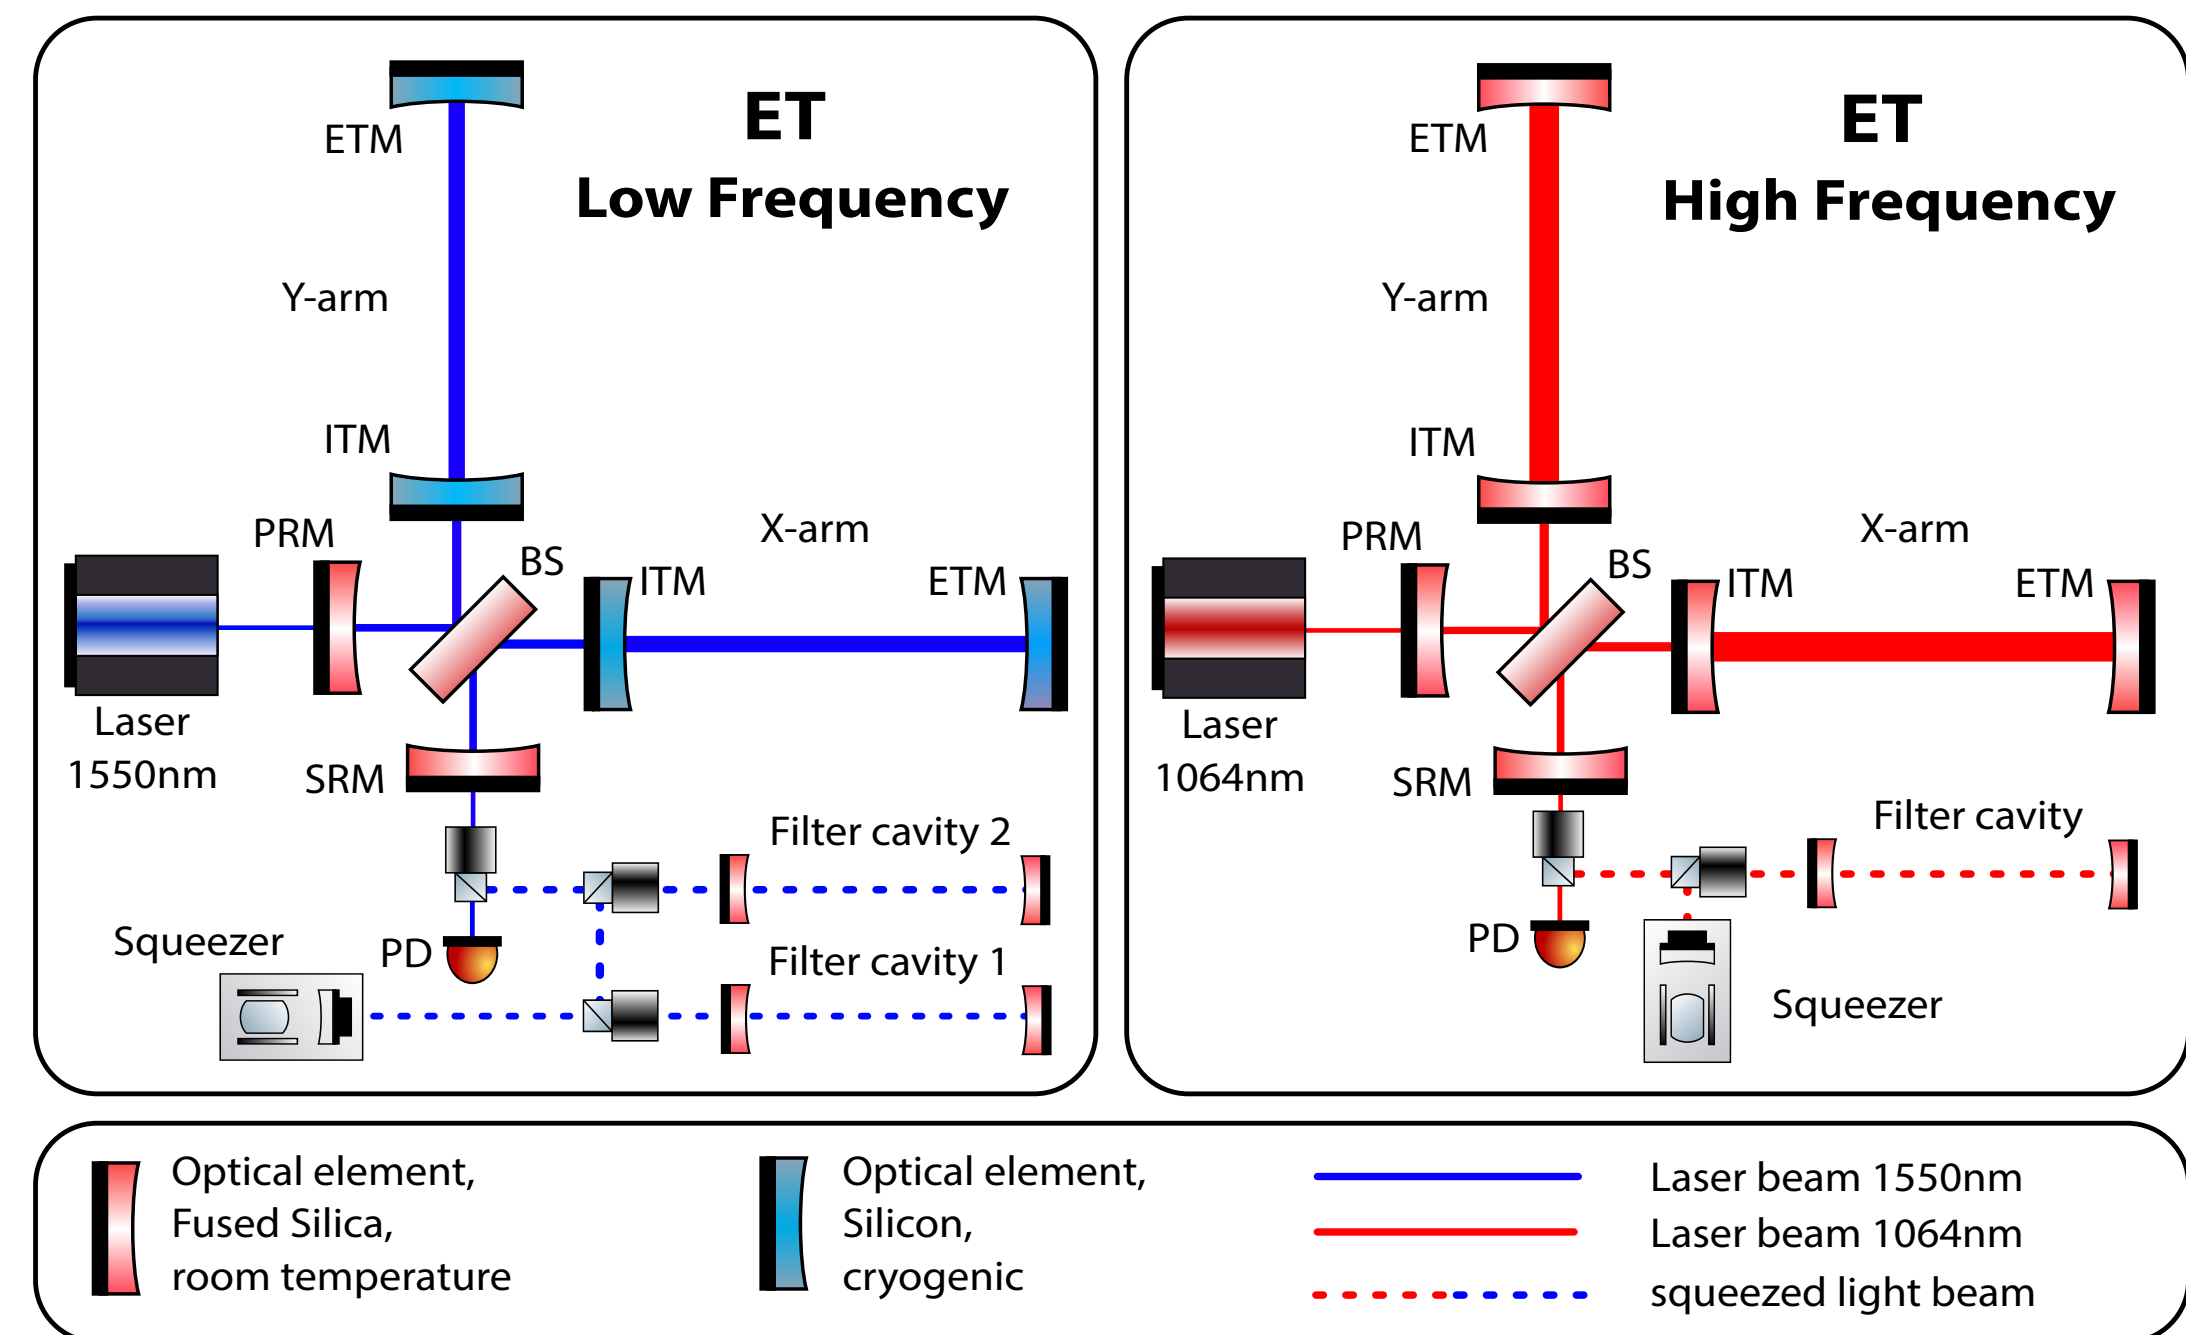 ET
Low Frequency
ETM
Y-arm
ITM
PRM
BS
X-arm
ITM
ETM
Laser
1550nm
SRM
Filter cavity 2
Squeezer
PD
Filter cavity 1
ET
High Frequency
ETM
Y-arm
ITM
PRM
BS
X-arm
ITM
ETM
Laser
1064nm
SRM
Filter cavity
PD
Squeezer
Optical element,
Fused Silica,
room temperature
Optical element,
Silicon,
cryogenic
Laser beam 1550nm
Laser beam 1064nm
squeezed light beam